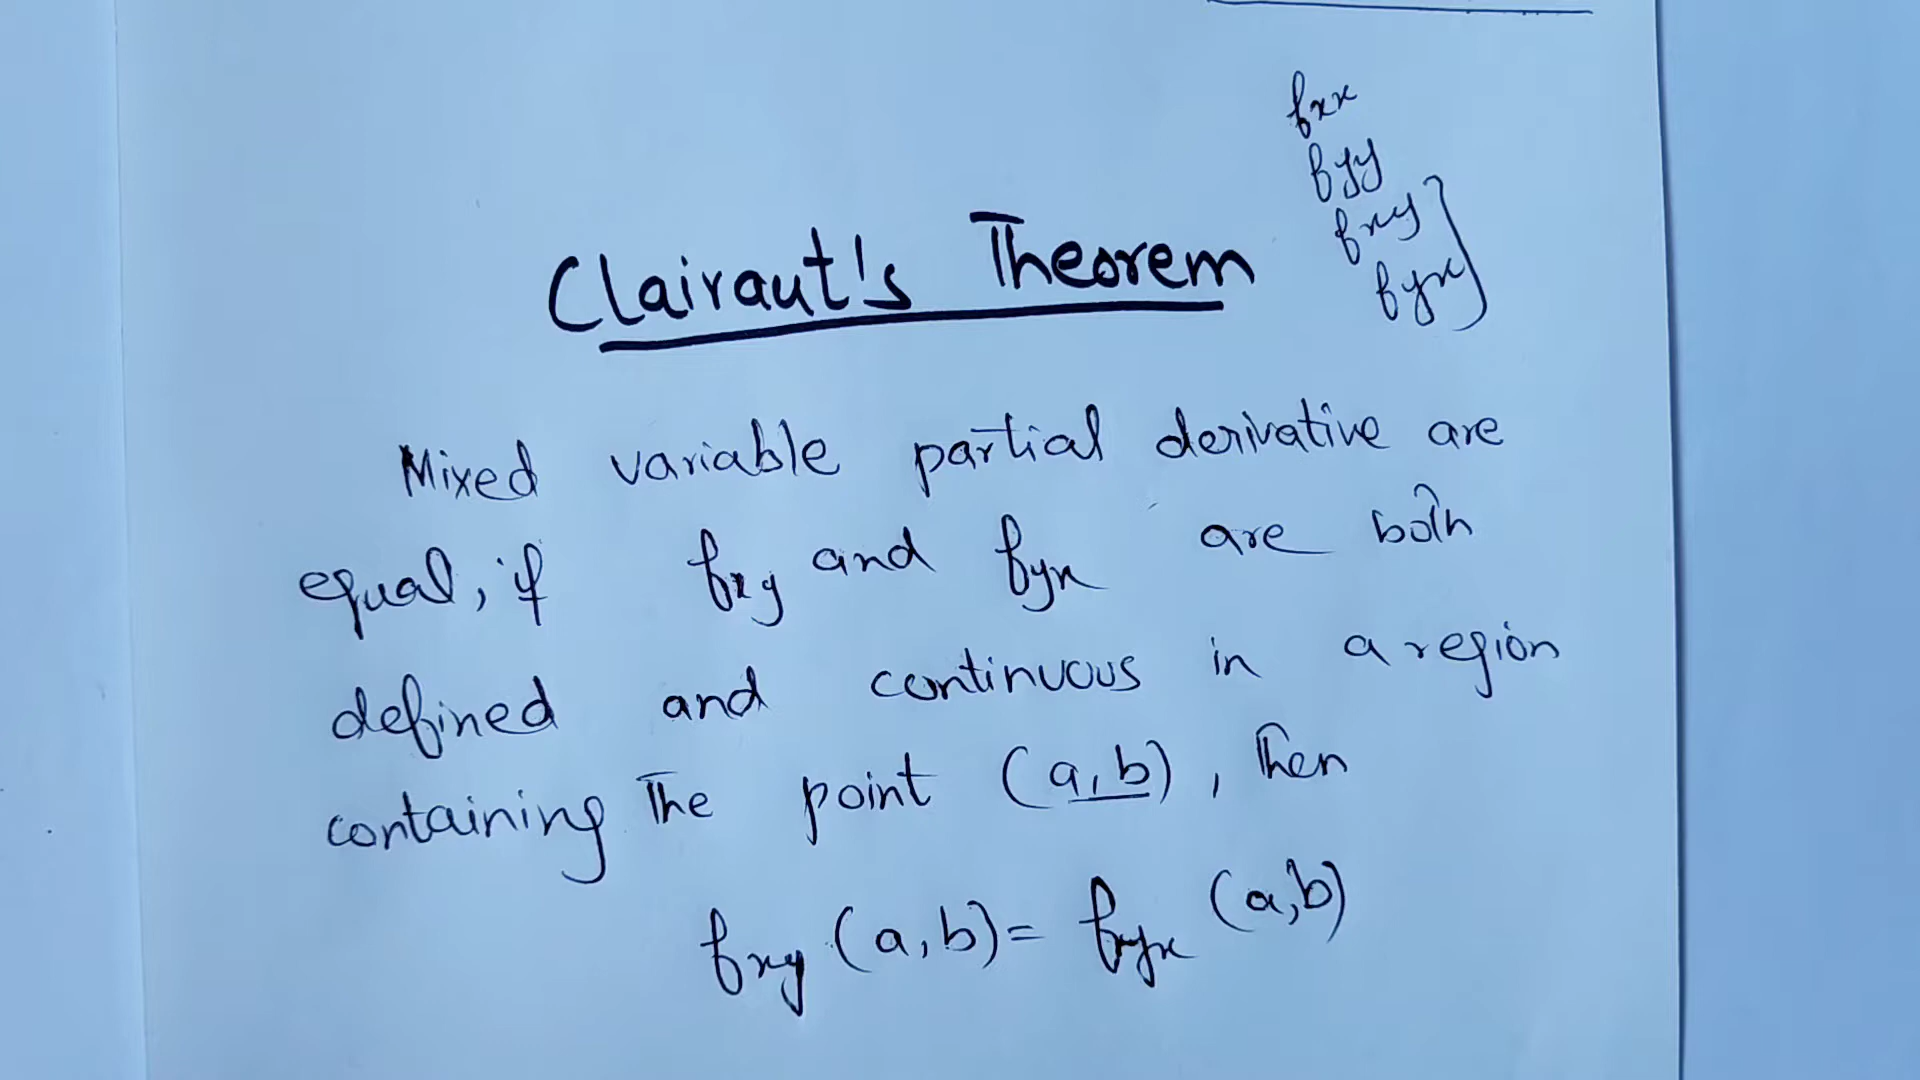 fxx
fyy
fxy
fyx
Clairaut's Theorem
Mixed variable partial derivative are
equal, if fxy and fyx are both
defined and continuous in a region
containing The point (a,b), Then
fxy (a,b) = fyx (a,b)